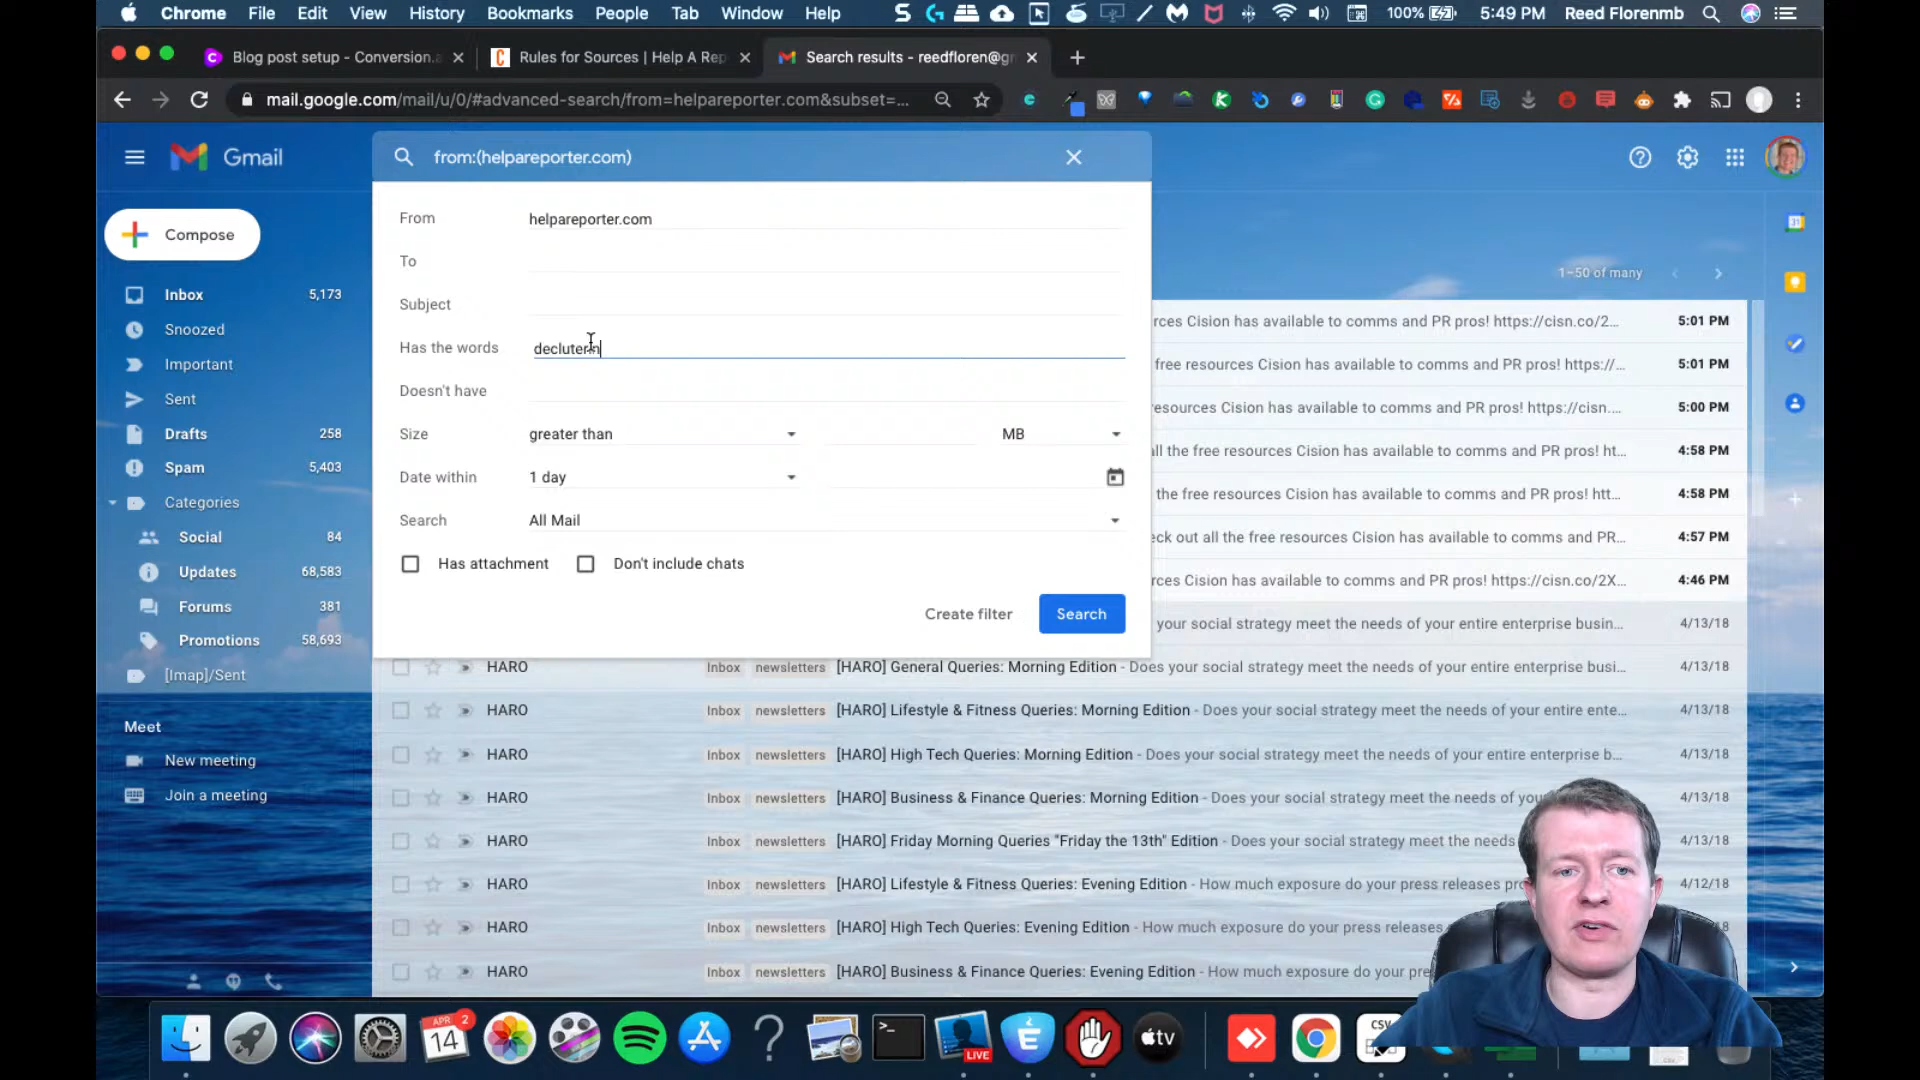 Chrome File Edit View History Bookmarks People Tab Window Help 100% 5:49 PM Reed Florenmb
Blog post setup - Conversion.a Rules for Sources | Help A Rep Search results - reedfloren@gm
mail.google.com/mail/u/0/#advanced-search/from=helpareporter.com&subset=...
Gmail from:(helpareporter.com)
Compose
Inbox 5,173
Snoozed
Important
Sent
Drafts 258
Spam 5,403
Categories
Social 84
Updates 68,583
Forums 381
Promotions 58,693
[Imap]/Sent
Meet
New meeting
Join a meeting
From helpareporter.com
To
Subject
Has the words
Doesn't have
Size greater than MB
Date within 1 day
Search All Mail
Has attachment Don't include chats
Create filter Search
1–50 of many
rces Cision has available to comms and PR pros! https://cisn.co/2... 5:01 PM
free resources Cision has available to comms and PR pros! https://... 5:01 PM
esources Cision has available to comms and PR pros! https://cisn.... 5:00 PM
all the free resources Cision has available to comms and PR pros! ht... 4:58 PM
the free resources Cision has available to comms and PR pros! htt... 4:58 PM
eck out all the free resources Cision has available to comms and PR... 4:57 PM
rces Cision has available to comms and PR pros! https://cisn.co/2X... 4:46 PM
your social strategy meet the needs of your entire enterprise busin... 4/13/18
HARO Inbox newsletters [HARO] General Queries: Morning Edition - Does your social strategy meet the needs of your entire enterprise busi... 4/13/18
HARO Inbox newsletters [HARO] Lifestyle & Fitness Queries: Morning Edition - Does your social strategy meet the needs of your entire ente... 4/13/18
HARO Inbox newsletters [HARO] High Tech Queries: Morning Edition - Does your social strategy meet the needs of your entire enterprise b... 4/13/18
HARO Inbox newsletters [HARO] Business & Finance Queries: Morning Edition - Does your social strategy meet the needs of you 4/13/18
HARO Inbox newsletters [HARO] Friday Morning Queries "Friday the 13th" Edition - Does your social strategy meet the needs 4/13/18
HARO Inbox newsletters [HARO] Lifestyle & Fitness Queries: Evening Edition - How much exposure do your press releases pro 4/12/18
HARO Inbox newsletters [HARO] High Tech Queries: Evening Edition - How much exposure do your press releases 8
HARO Inbox newsletters [HARO] Business & Finance Queries: Evening Edition - How much exposure do your pre
APR 2
14
LIVE
tv
CSV